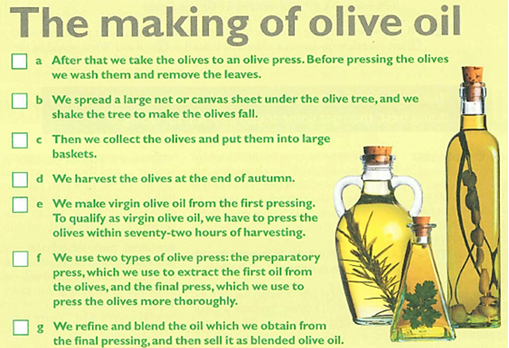 The making of olive oil
a After that we take the olives to an olive press. Before pressing the olives
we wash them and remove the leaves.
b We spread a large net or canvas sheet under the olive tree, and we
shake the tree to make the olives fall.
c Then we collect the olives and put them into large
baskets.
d We harvest the olives at the end of autumn.
e We make virgin olive oil from the first pressing.
To qualify as virgin olive oil, we have to press the
olives within seventy-two hours of harvesting.
f We use two types of olive press: the preparatory
press, which we use to extract the first oil from
the olives, and the final press, which we use to
press the olives more thoroughly.
g We refine and blend the oil which we obtain from
the final pressing, and then sell it as blended olive oil.